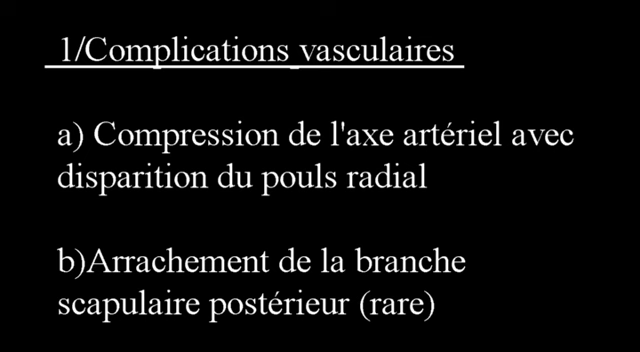 1/Complications vasculaires
a) Compression de l'axe artériel avec
disparition du pouls radial
b)Arrachement de la branche
scapulaire postérieur (rare)